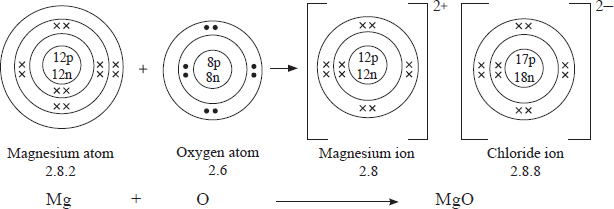 2+ 2–
12p 8p 12p 17p
12n + 8n 12n 18n
Magnesium atom Oxygen atom Magnesium ion Chloride ion
2.8.2 2.6 2.8 2.8.8
Mg + O MgO